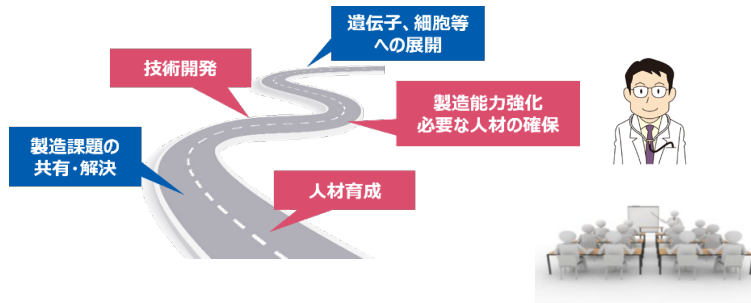 遺伝子、細胞等
への展開
技術開発
製造能力強化
必要な人材の確保
製造課題の
共有・解決
人材育成